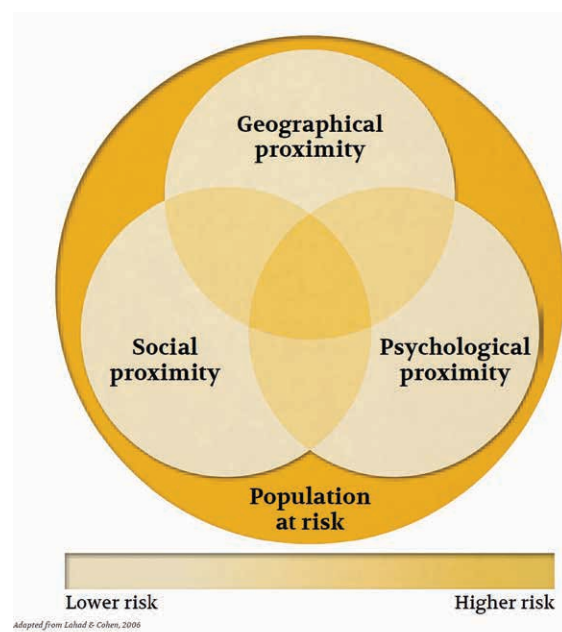 Geographical
proximity
Social
proximity
Psychological
proximity
Population
at risk
Lower risk
Higher risk
Adapted from Lahad & Cohen, 2006